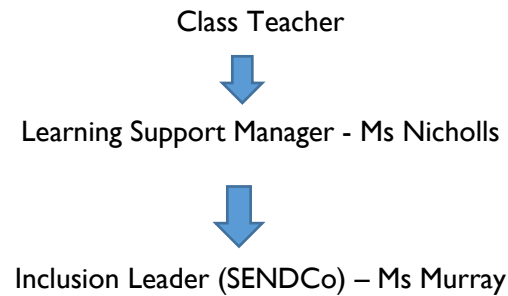 Class Teacher
Learning Support Manager - Ms Nicholls
Inclusion Leader (SENDCo) – Ms Murray